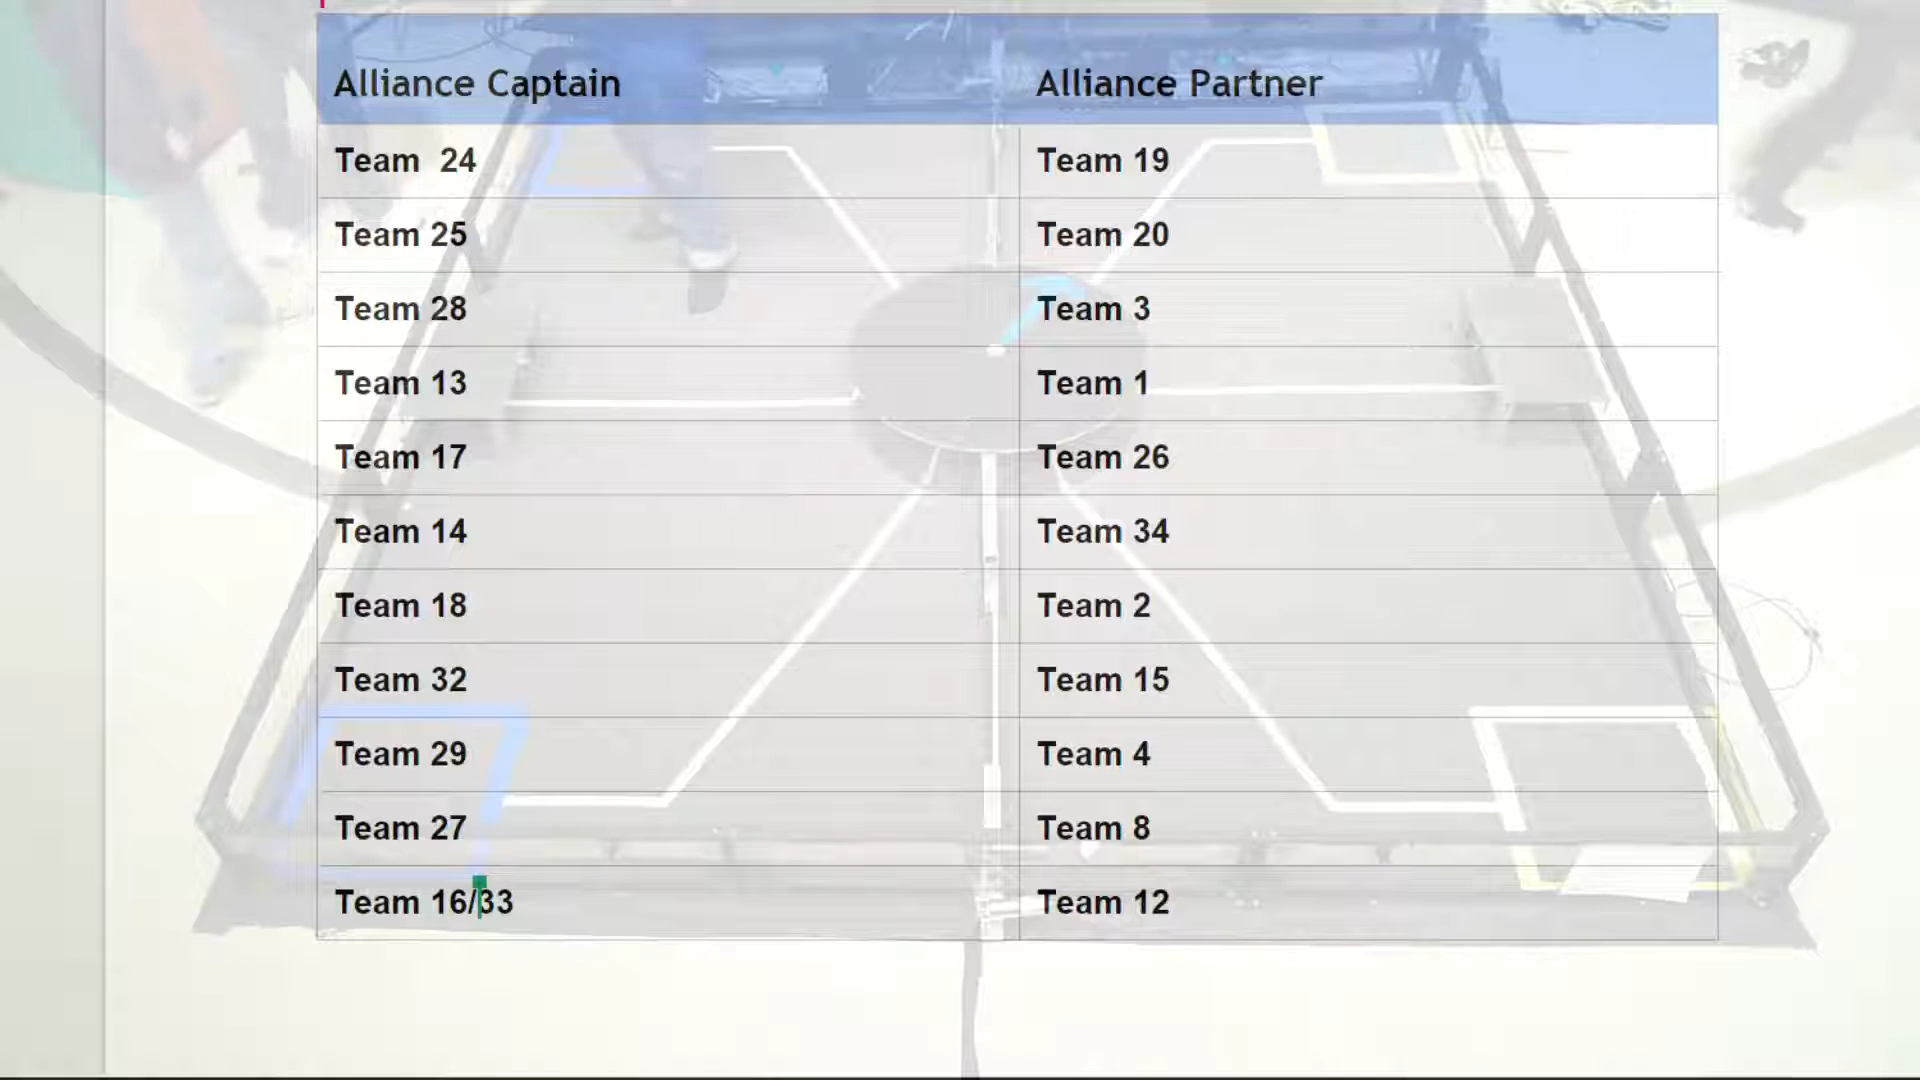 Alliance Captain Alliance Partner
Team 24 Team 19
Team 25 Team 20
Team 28 Team 3
Team 13 Team 1
Team 17 Team 26
Team 14 Team 34
Team 18 Team 2
Team 32 Team 15
Team 29 Team 4
Team 27 Team 8
Team 16/33 Team 12